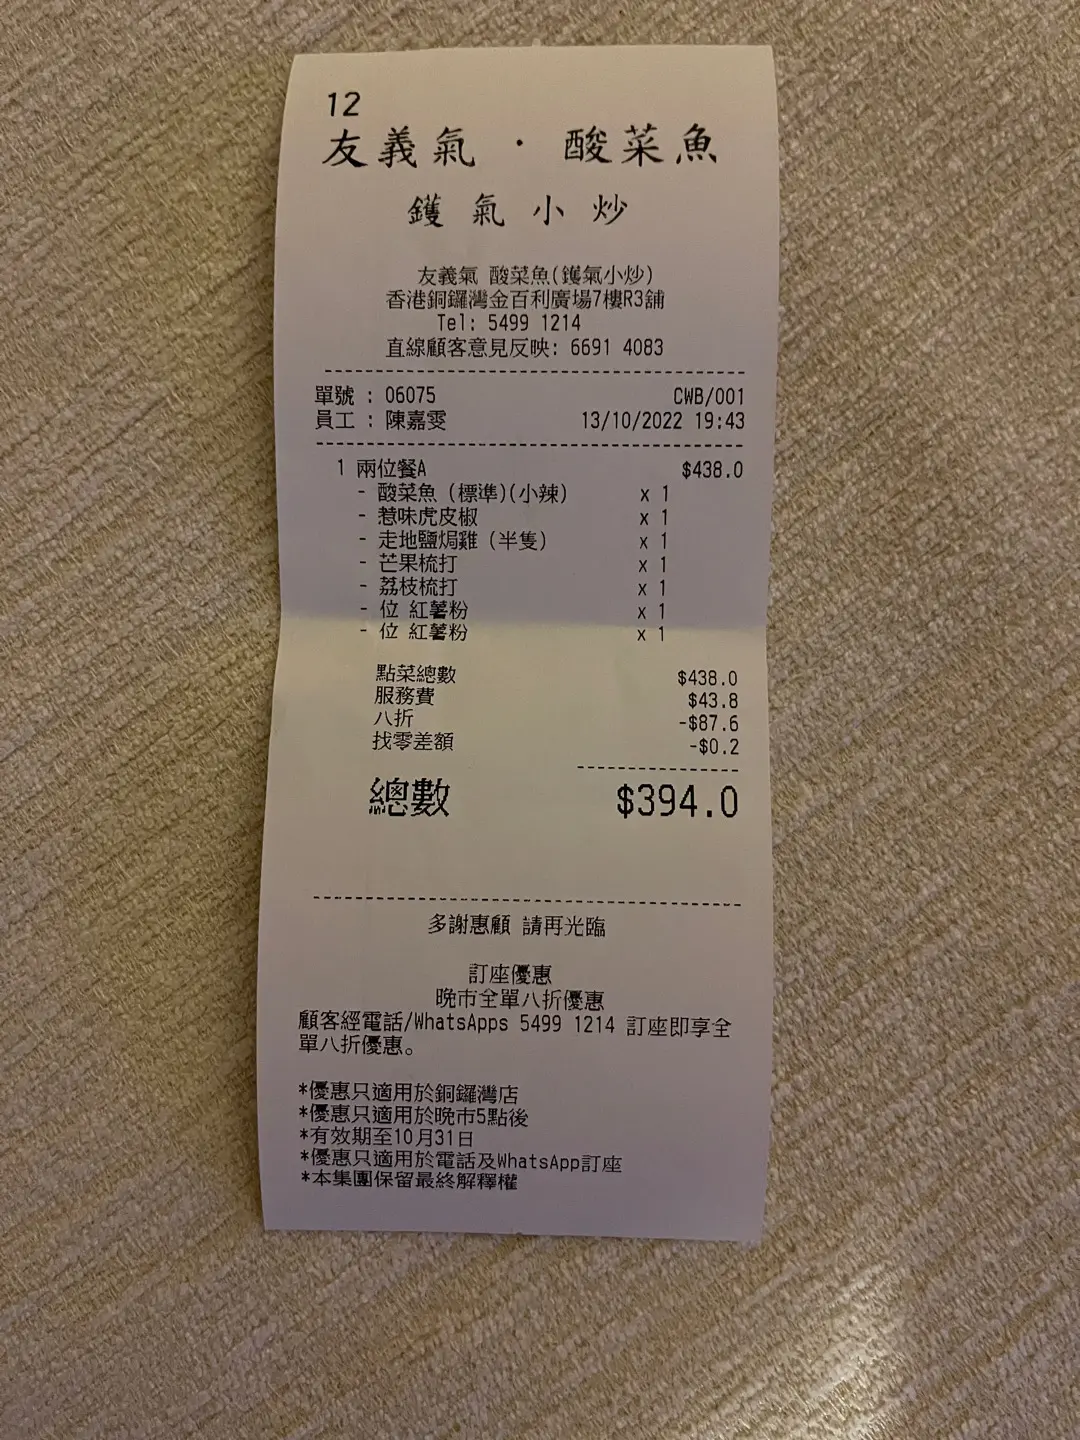 12
友義氣 · 酸菜魚
鑊氣小炒
友義氣 酸菜魚(鑊氣小炒)
香港銅鑼灣金百利廣場7樓R3舖
Tel: 5499 1214
直線顧客意見反映: 6691 4083
單號 : 06075 CWB/001
員工 : 陳嘉雯 13/10/2022 19:43
1 兩位餐A $438.0
- 酸菜魚 (標準)(小辣) x 1
- 惹味虎皮椒 x 1
- 走地鹽焗雞 (半隻) x 1
- 芒果梳打 x 1
- 荔枝梳打 x 1
- 位 紅薯粉 x 1
- 位 紅薯粉 x 1
點菜總數 $438.0
服務費 $43.8
八折 -$87.6
找零差額 -$0.2
總數 $394.0
多謝惠顧 請再光臨
訂座優惠
晚市全單八折優惠
顧客經電話/WhatsApps 5499 1214 訂座即享全
單八折優惠。
*優惠只適用於銅鑼灣店
*優惠只適用於晚市5點後
*有效期至10月31日
*優惠只適用於電話及WhatsApp訂座
*本集團保留最終解釋權